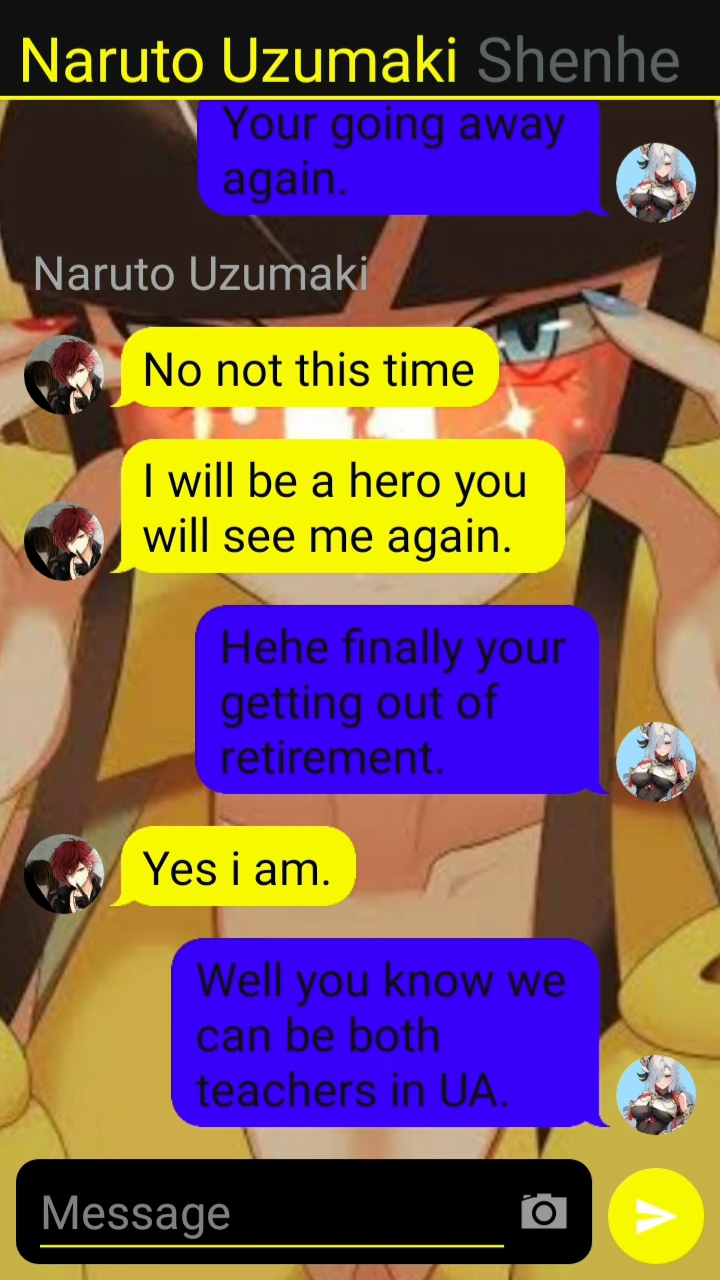 Naruto Uzumaki Shenhe
Your going away
again.
Naruto Uzumaki
No not this time
I will be a hero you
will see me again.
Hehe finally your
getting out of
retirement.
Yes i am.
Well you know we
can be both
teachers in UA.
Message